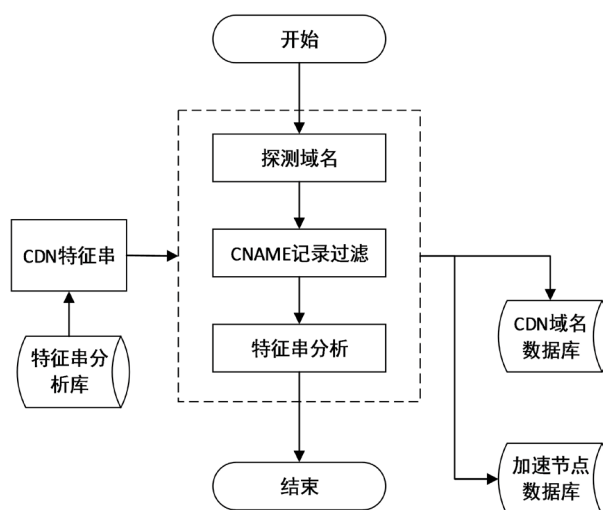 开始
探测域名
CDN特征串
CNAME记录过滤
特征串分
析库
特征串分析
CDN域名
数据库
结束
加速节点
数据库